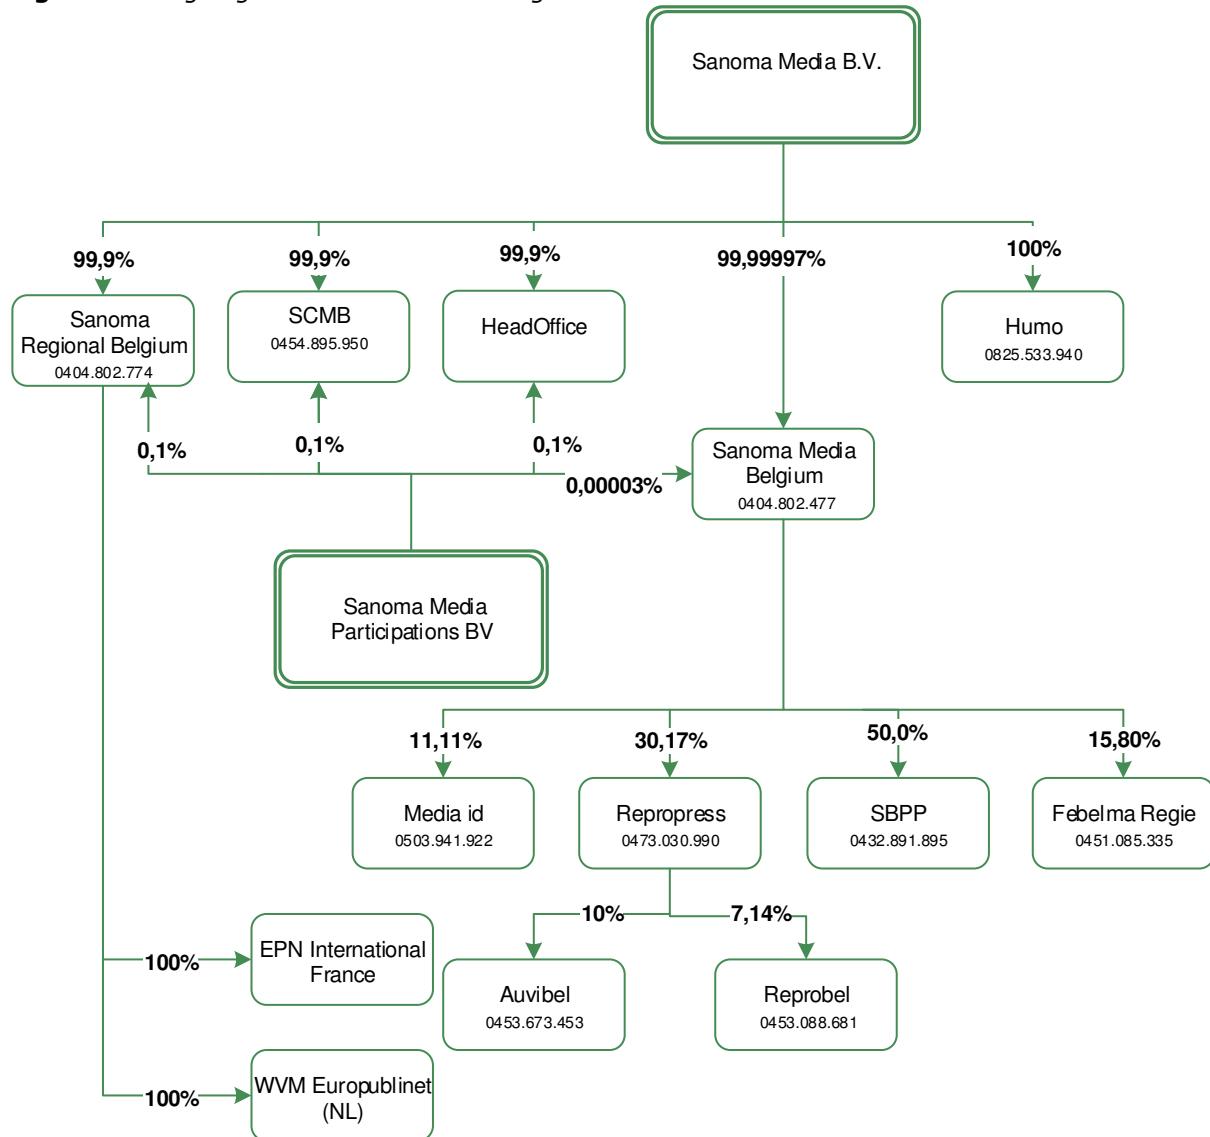 Sanoma Media B.V.
99,9%
99,9%
99,9%
99,99997%
100%
Sanoma
Regional Belgium
0404.802.774
SCMB
0454.895.950
HeadOffice
Humo
0825.533.940
0,1%
0,1%
0,1%
0,00003%
Sanoma Media
Belgium
0404.802.477
Sanoma Media
Participations BV
11,11%
30,17%
50,0%
15,80%
Media id
0503.941.922
Repropress
0473.030.990
SBPP
0432.891.895
Febelma Regie
0451.085.335
10%
7,14%
100%
EPN International
France
Auvibel
0453.673.453
Reprobel
0453.088.681
100%
WVM Europublinet
(NL)